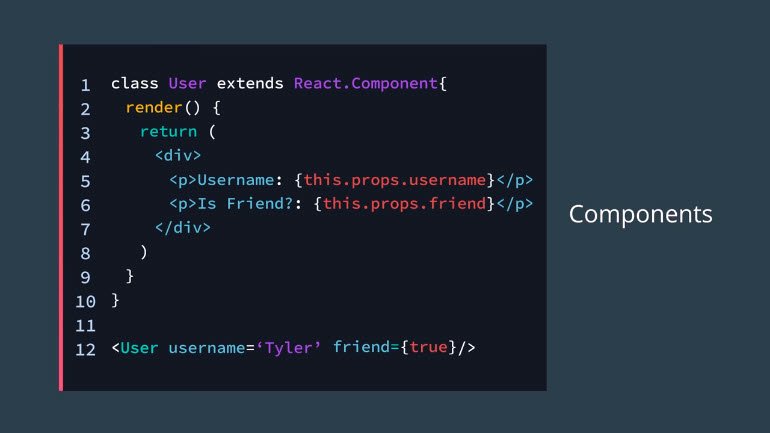 1 class User extends React.Component{
2 render() {
3 return (
4 <div>
5 <p>Username: {this.props.username}</p>
6 <p>Is Friend?: {this.props.friend}</p>
7 </div>
8 )
9 }
10 }
11
12 <User username=‘Tyler’ friend={true}/>
Components